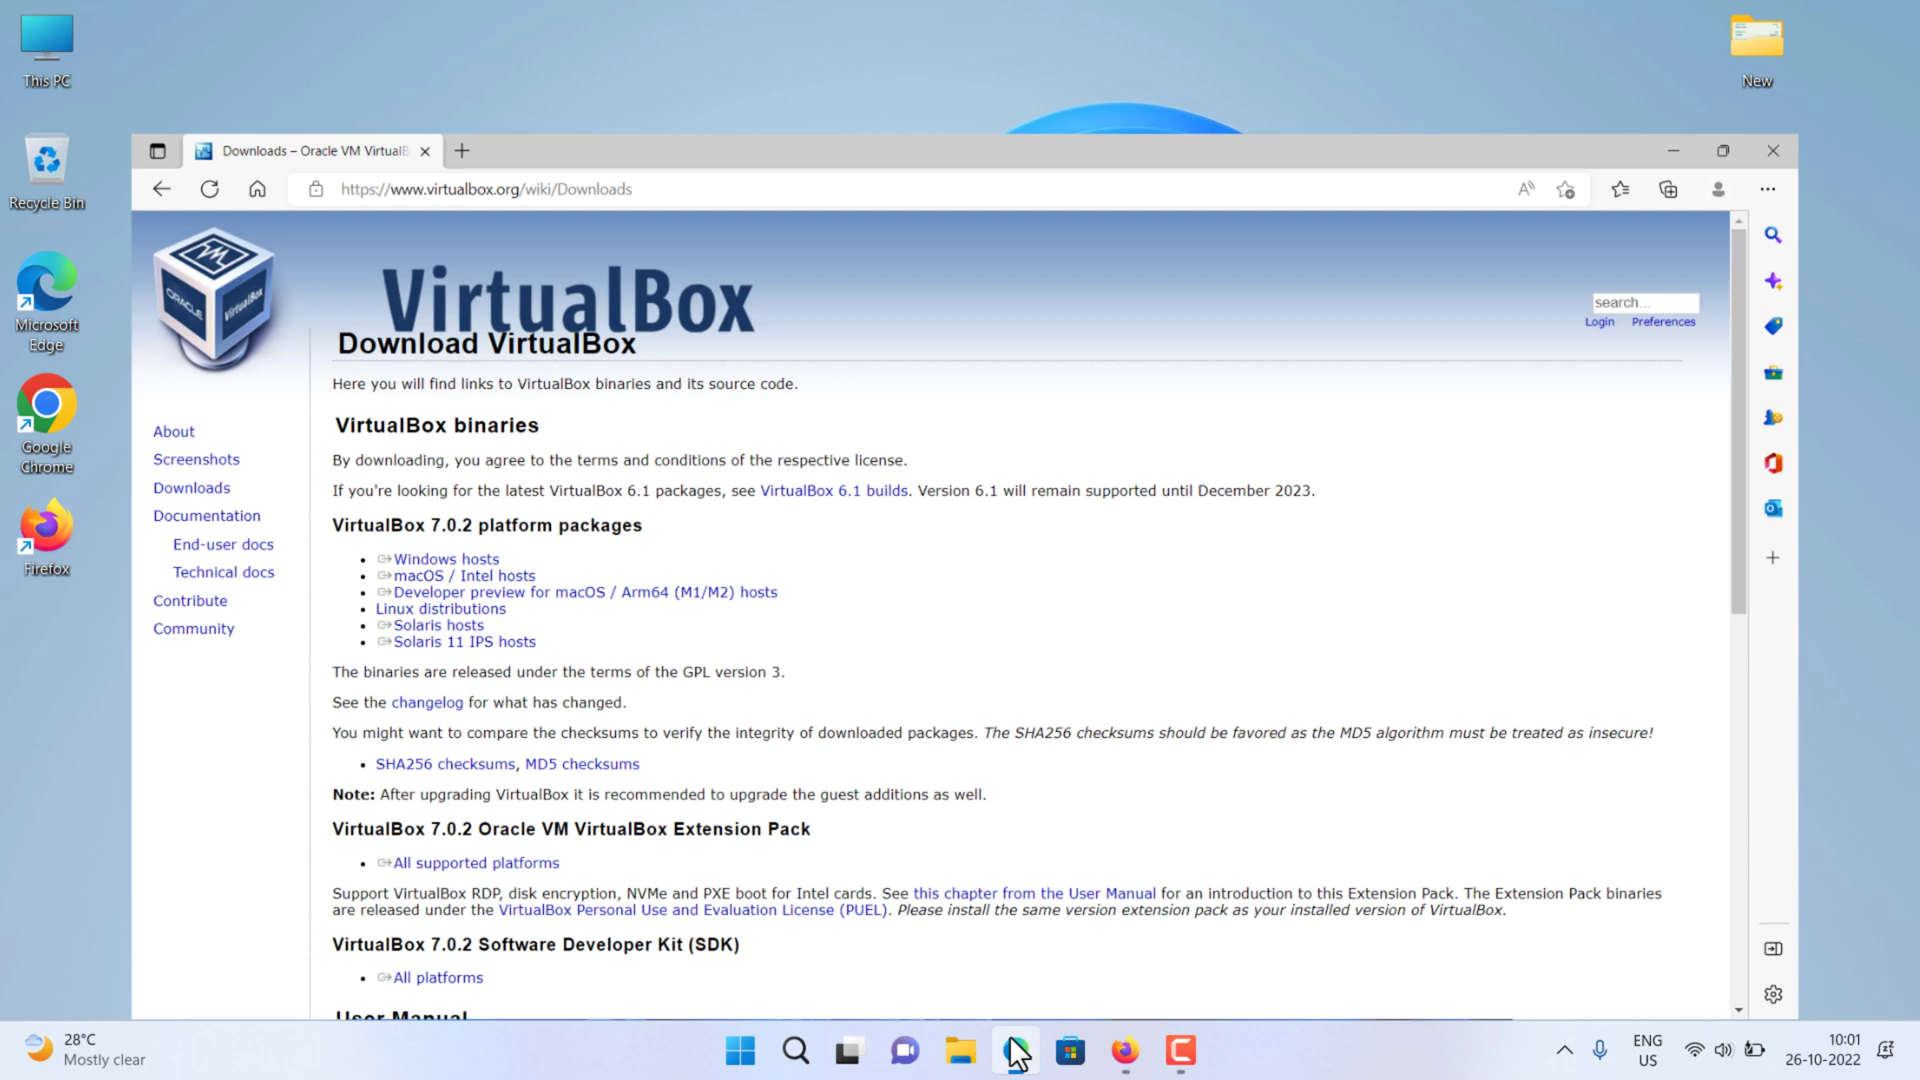 This PC
New
Recycle Bin
Microsoft
Edge
Google
Chrome
Firefox
Downloads – Oracle VM VirtualB
https://www.virtualbox.org/wiki/Downloads
ORACLE
VirtualBox
VirtualBox
search...
Login Preferences
About
Screenshots
Downloads
Documentation
End-user docs
Technical docs
Contribute
Community
Download VirtualBox
Here you will find links to VirtualBox binaries and its source code.
VirtualBox binaries
By downloading, you agree to the terms and conditions of the respective license.
If you're looking for the latest VirtualBox 6.1 packages, see VirtualBox 6.1 builds. Version 6.1 will remain supported until December 2023.
VirtualBox 7.0.2 platform packages
• Windows hosts
• macOS / Intel hosts
• Developer preview for macOS / Arm64 (M1/M2) hosts
• Linux distributions
• Solaris hosts
• Solaris 11 IPS hosts
The binaries are released under the terms of the GPL version 3.
See the changelog for what has changed.
You might want to compare the checksums to verify the integrity of downloaded packages. The SHA256 checksums should be favored as the MD5 algorithm must be treated as insecure!
• SHA256 checksums, MD5 checksums
Note: After upgrading VirtualBox it is recommended to upgrade the guest additions as well.
VirtualBox 7.0.2 Oracle VM VirtualBox Extension Pack
• All supported platforms
Support VirtualBox RDP, disk encryption, NVMe and PXE boot for Intel cards. See this chapter from the User Manual for an introduction to this Extension Pack. The Extension Pack binaries
are released under the VirtualBox Personal Use and Evaluation License (PUEL). Please install the same version extension pack as your installed version of VirtualBox.
VirtualBox 7.0.2 Software Developer Kit (SDK)
• All platforms
User Manual
28°C
Mostly clear
ENG
US
10:01
26-10-2022